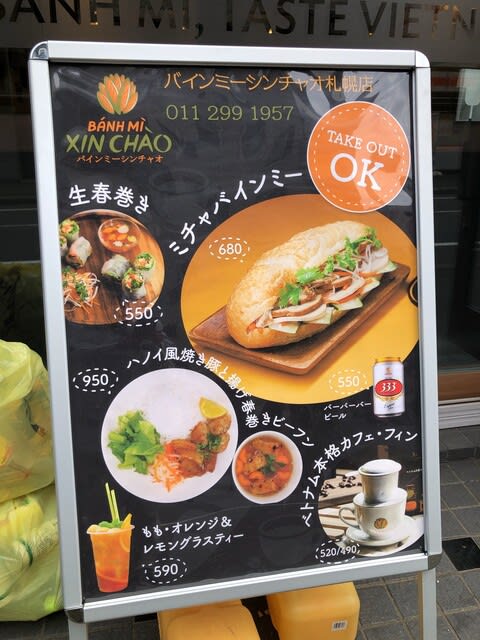 BÁNH MÌ, TASTE VIETN
バインミーシンチャオ札幌店
011 299 1957
BÁNH MÌ
XIN CHÀO
バインミーシンチャオ
TAKE OUT
OK
生春巻き
550
ミチャバインミー
680
ハノイ風焼き豚と揚げ春巻きビーフン
950
550
333
バーバーバー
ビール
ベトナム本格カフェ・フィン
520/490
もも・オレンジ&
レモングラスティー
590